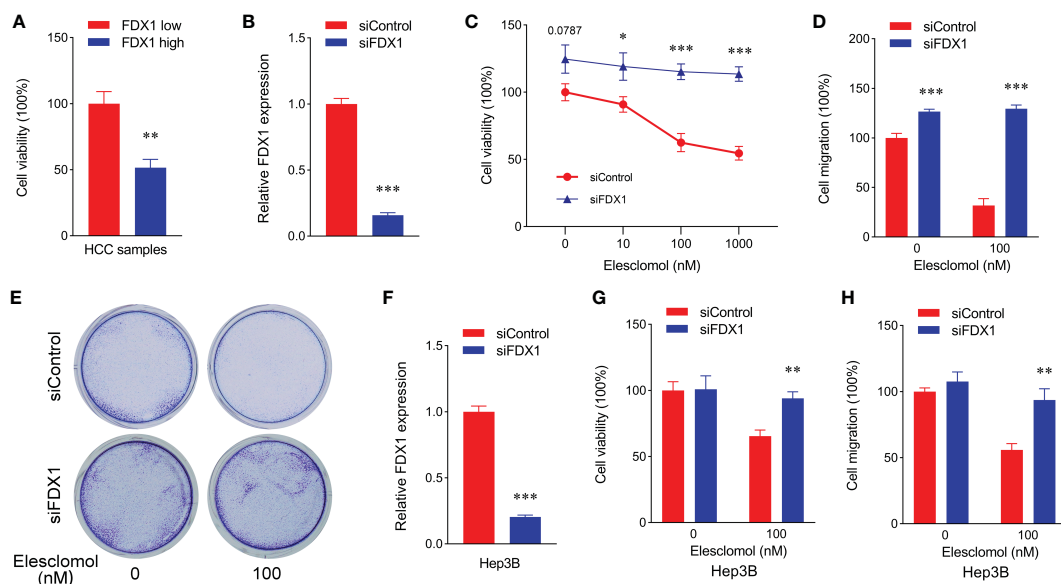 A
FDX1 low
FDX1 high
Cell viability (100%)
150
100
50
0
**
HCC samples
B
siControl
siFDX1
Relative FDX1 expression
1.5
1.0
0.5
0.0
***
C
Cell viability (100%)
150
100
50
0
0.0787
*
***
***
siControl
siFDX1
0
10
100
1000
Elesclomol (nM)
D
siControl
siFDX1
Cell migration (100%)
200
150
100
50
0
***
***
0
100
Elesclomol (nM)
E
siControl
siFDX1
Elesclomol
(nM)
0
100
F
siControl
siFDX1
Relative FDX1 expression
1.5
1.0
0.5
0.0
***
Hep3B
G
siControl
siFDX1
Cell viability (100%)
150
100
50
0
**
0
100
Elesclomol
(nM)
Hep3B
H
siControl
siFDX1
Cell migration (100%)
150
100
50
0
**
0
100
Elesclomol
(nM)
Hep3B